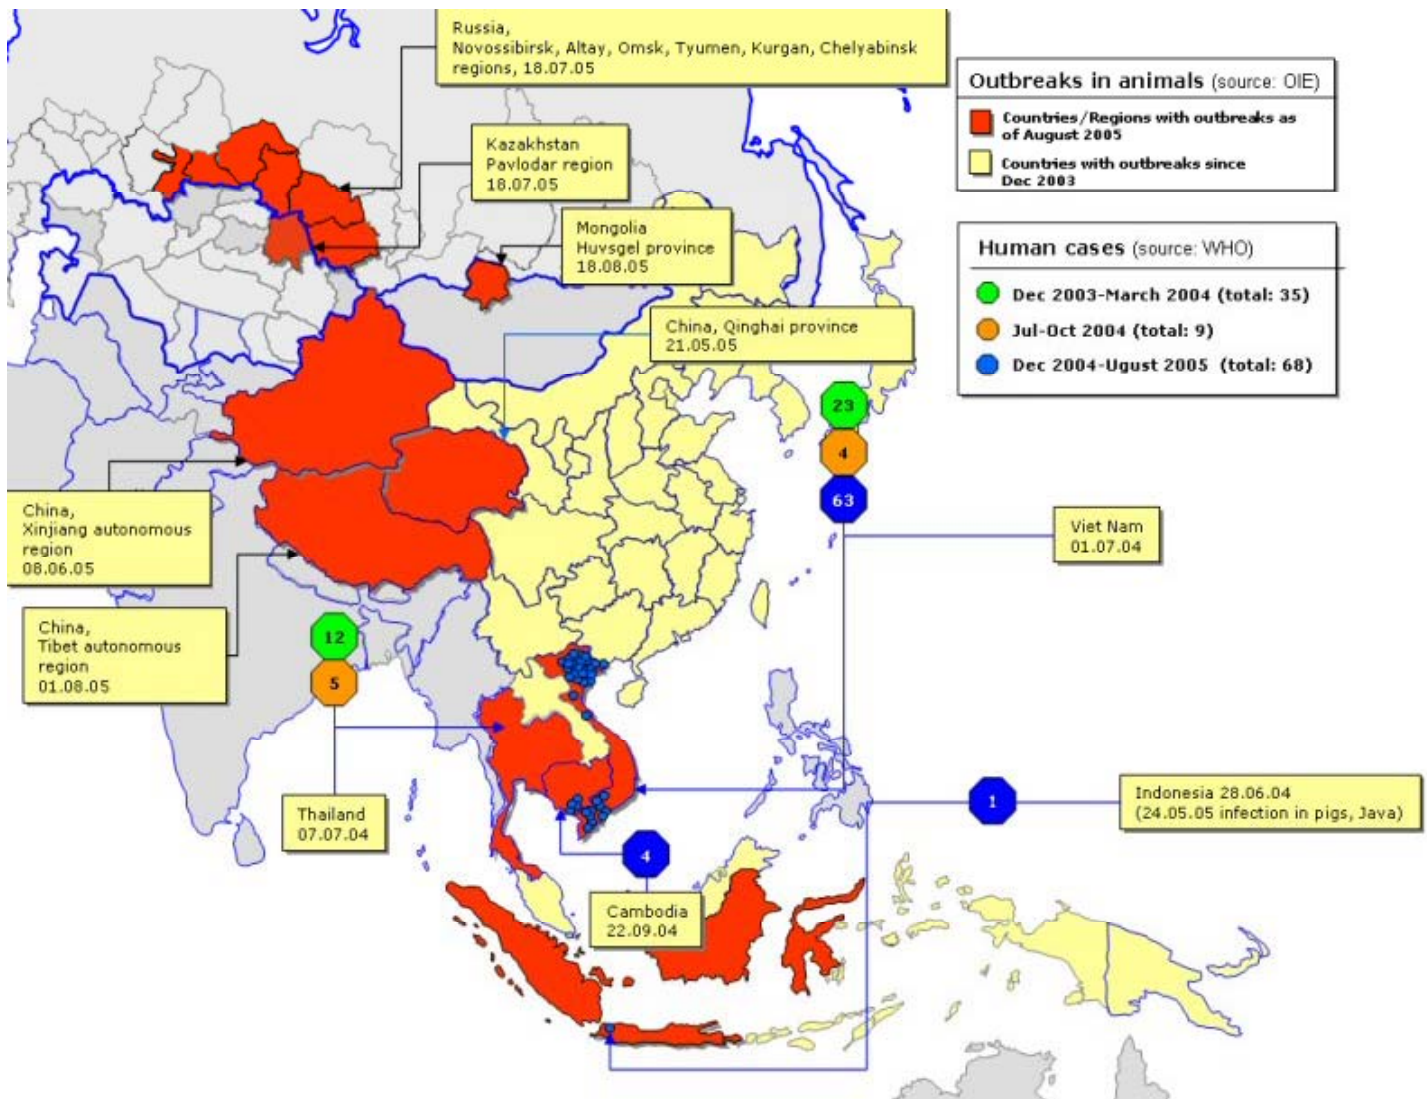 Russia,
Novossibirsk, Altay, Omsk, Tyumen, Kurgan, Chelyabinsk
regions, 18.07.05
Outbreaks in animals (source: OIE)
Countries/Regions with outbreaks as
of August 2005
Countries with outbreaks since
Dec 2003
Kazakhstan
Pavlodar region
18.07.05
Mongolia
Huvsgel province
18.08.05
Human cases (source: WHO)
Dec 2003-March 2004 (total: 35)
Jul-Oct 2004 (total: 9)
Dec 2004-Ugust 2005 (total: 68)
China, Qinghai province
21.05.05
23
4
63
China,
Xinjiang autonomous
region
08.06.05
Viet Nam
01.07.04
China,
Tibet autonomous
region
01.08.05
12
5
Thailand
07.07.04
1
Indonesia 28.06.04
(24.05.05 infection in pigs, Java)
4
Cambodia
22.09.04